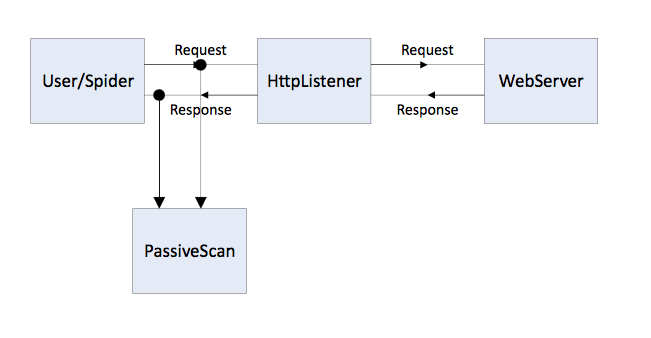 Request
Request
User/Spider
HttpListener
WebServer
Response
Response
PassiveScan